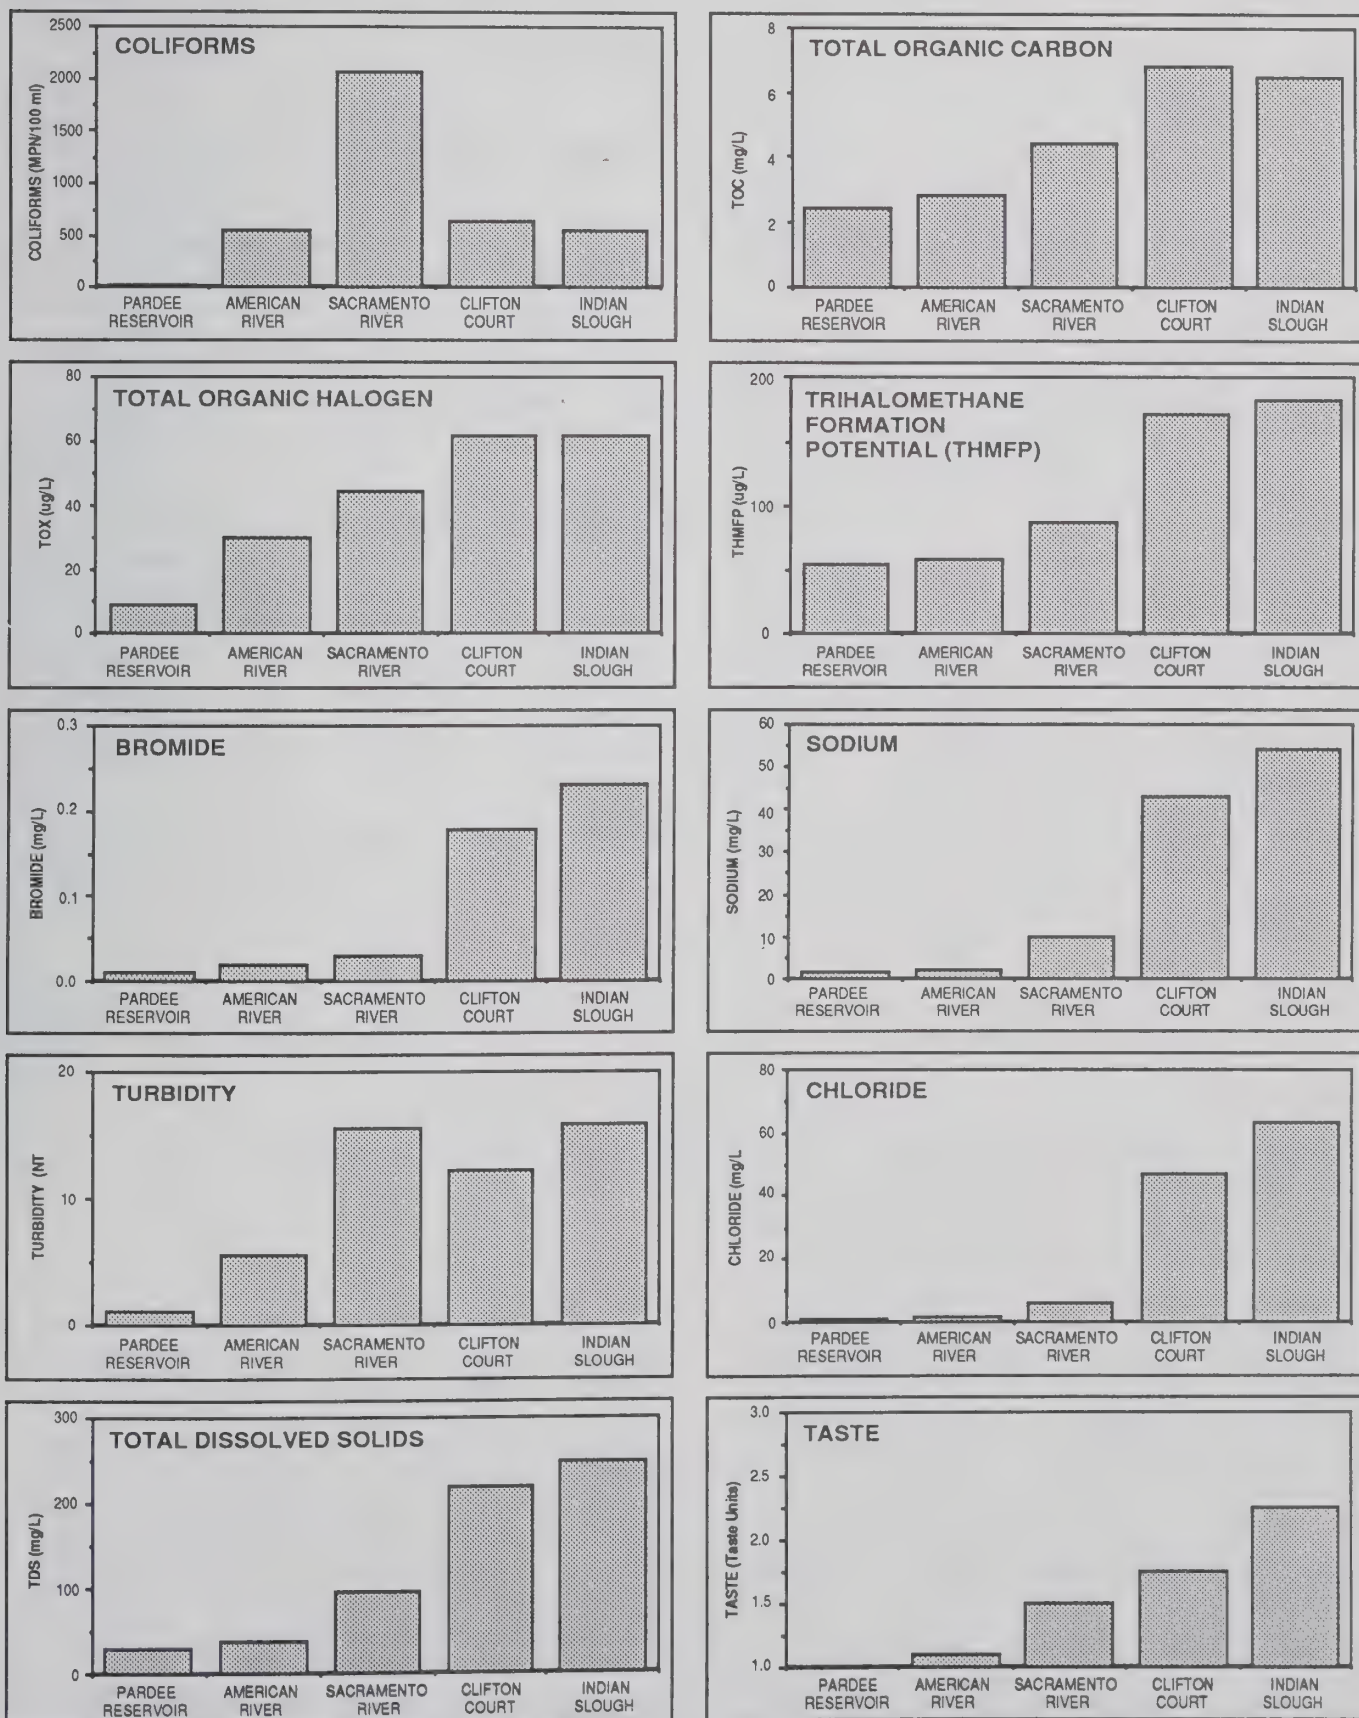 COLIFORMS
COLIFORMS (MPN/100 ml)
2500
2000
1500
1000
500
0
PARDEE RESERVOIR
AMERICAN RIVER
SACRAMENTO RIVER
CLIFTON COURT
INDIAN SLOUGH
TOTAL ORGANIC CARBON
TOC (mg/L)
8
6
4
2
0
PARDEE RESERVOIR
AMERICAN RIVER
SACRAMENTO RIVER
CLIFTON COURT
INDIAN SLOUGH
TOTAL ORGANIC HALOGEN
TOX (ug/L)
80
60
40
20
0
PARDEE RESERVOIR
AMERICAN RIVER
SACRAMENTO RIVER
CLIFTON COURT
INDIAN SLOUGH
TRIHALOMETHANE
FORMATION
POTENTIAL (THMFP)
THMFP (ug/L)
200
100
0
PARDEE RESERVOIR
AMERICAN RIVER
SACRAMENTO RIVER
CLIFTON COURT
INDIAN SLOUGH
BROMIDE
BROMIDE (mg/L)
0.3
0.2
0.1
0.0
PARDEE RESERVOIR
AMERICAN RIVER
SACRAMENTO RIVER
CLIFTON COURT
INDIAN SLOUGH
SODIUM
SODIUM (mg/L)
60
50
40
30
20
10
0
PARDEE RESERVOIR
AMERICAN RIVER
SACRAMENTO RIVER
CLIFTON COURT
INDIAN SLOUGH
TURBIDITY
TURBIDITY (NT
20
10
0
PARDEE RESERVOIR
AMERICAN RIVER
SACRAMENTO RIVER
CLIFTON COURT
INDIAN SLOUGH
CHLORIDE
CHLORIDE (mg/L
80
60
40
20
0
PARDEE RESERVOIR
AMERICAN RIVER
SACRAMENTO RIVER
CLIFTON COURT
INDIAN SLOUGH
TOTAL DISSOLVED SOLIDS
TDS (mg/L)
300
200
100
0
PARDEE RESERVOIR
AMERICAN RIVER
SACRAMENTO RIVER
CLIFTON COURT
INDIAN SLOUGH
TASTE
TASTE (Taste Units)
3.0
2.5
2.0
1.5
1.0
PARDEE RESERVOIR
AMERICAN RIVER
SACRAMENTO RIVER
CLIFTON COURT
INDIAN SLOUGH